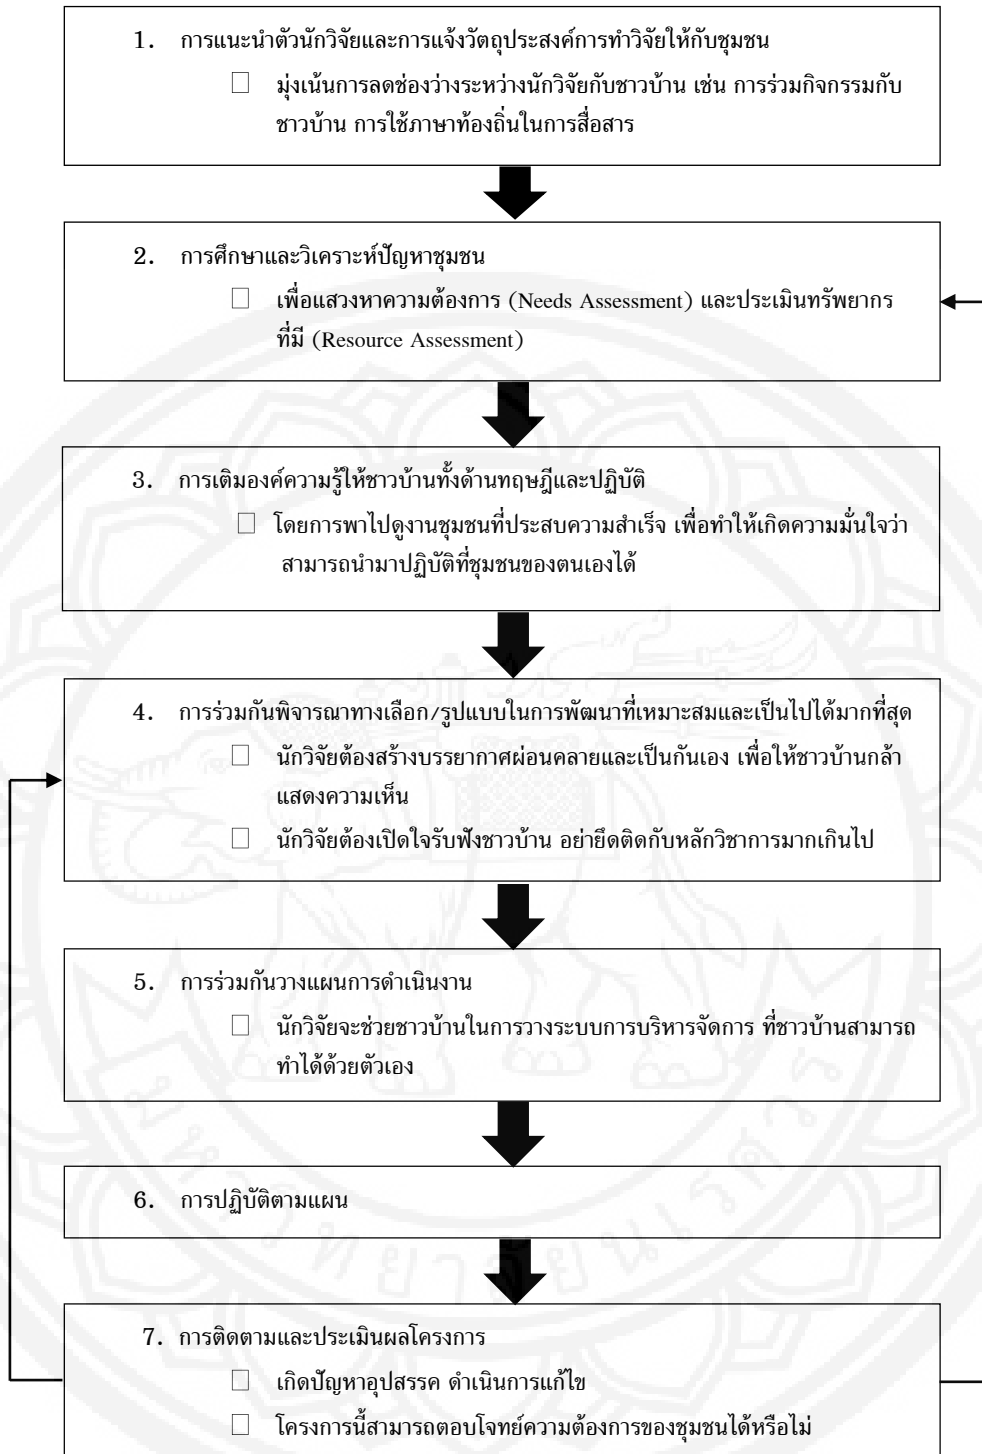 1. การแนะนำตัวนักวิจัยและการแจ้งวัตถุประสงค์การทำวิจัยให้กับชุมชน
□ มุ่งเน้นการลดช่องว่างระหว่างนักวิจัยกับชาวบ้าน เช่น การร่วมกิจกรรมกับ
ชาวบ้าน การใช้ภาษาท้องถิ่นในการสื่อสาร
2. การศึกษาและวิเคราะห์ปัญหาชุมชน
□ เพื่อแสวงหาความต้องการ (Needs Assessment) และประเมินทรัพยากร
ที่มี (Resource Assessment)
3. การเติมองค์ความรู้ให้ชาวบ้านทั้งด้านทฤษฎีและปฏิบัติ
□ โดยการพาไปดูงานชุมชนที่ประสบความสำเร็จ เพื่อทำให้เกิดความมั่นใจว่า
สามารถนำมาปฏิบัติที่ชุมชนของตนเองได้
4. การร่วมกันพิจารณาทางเลือก/รูปแบบในการพัฒนาที่เหมาะสมและเป็นไปได้มากที่สุด
□ นักวิจัยต้องสร้างบรรยากาศผ่อนคลายและเป็นกันเอง เพื่อให้ชาวบ้านกล้า
แสดงความเห็น
□ นักวิจัยต้องเปิดใจรับฟังชาวบ้าน อย่ายึดติดกับหลักวิชาการมากเกินไป
5. การร่วมกันวางแผนการดำเนินงาน
□ นักวิจัยจะช่วยชาวบ้านในการวางระบบการบริหารจัดการ ที่ชาวบ้านสามารถ
ทำได้ด้วยตัวเอง
6. การปฏิบัติตามแผน
7. การติดตามและประเมินผลโครงการ
□ เกิดปัญหาอุปสรรค ดำเนินการแก้ไข
□ โครงการนี้สามารถตอบโจทย์ความต้องการของชุมชนได้หรือไม่